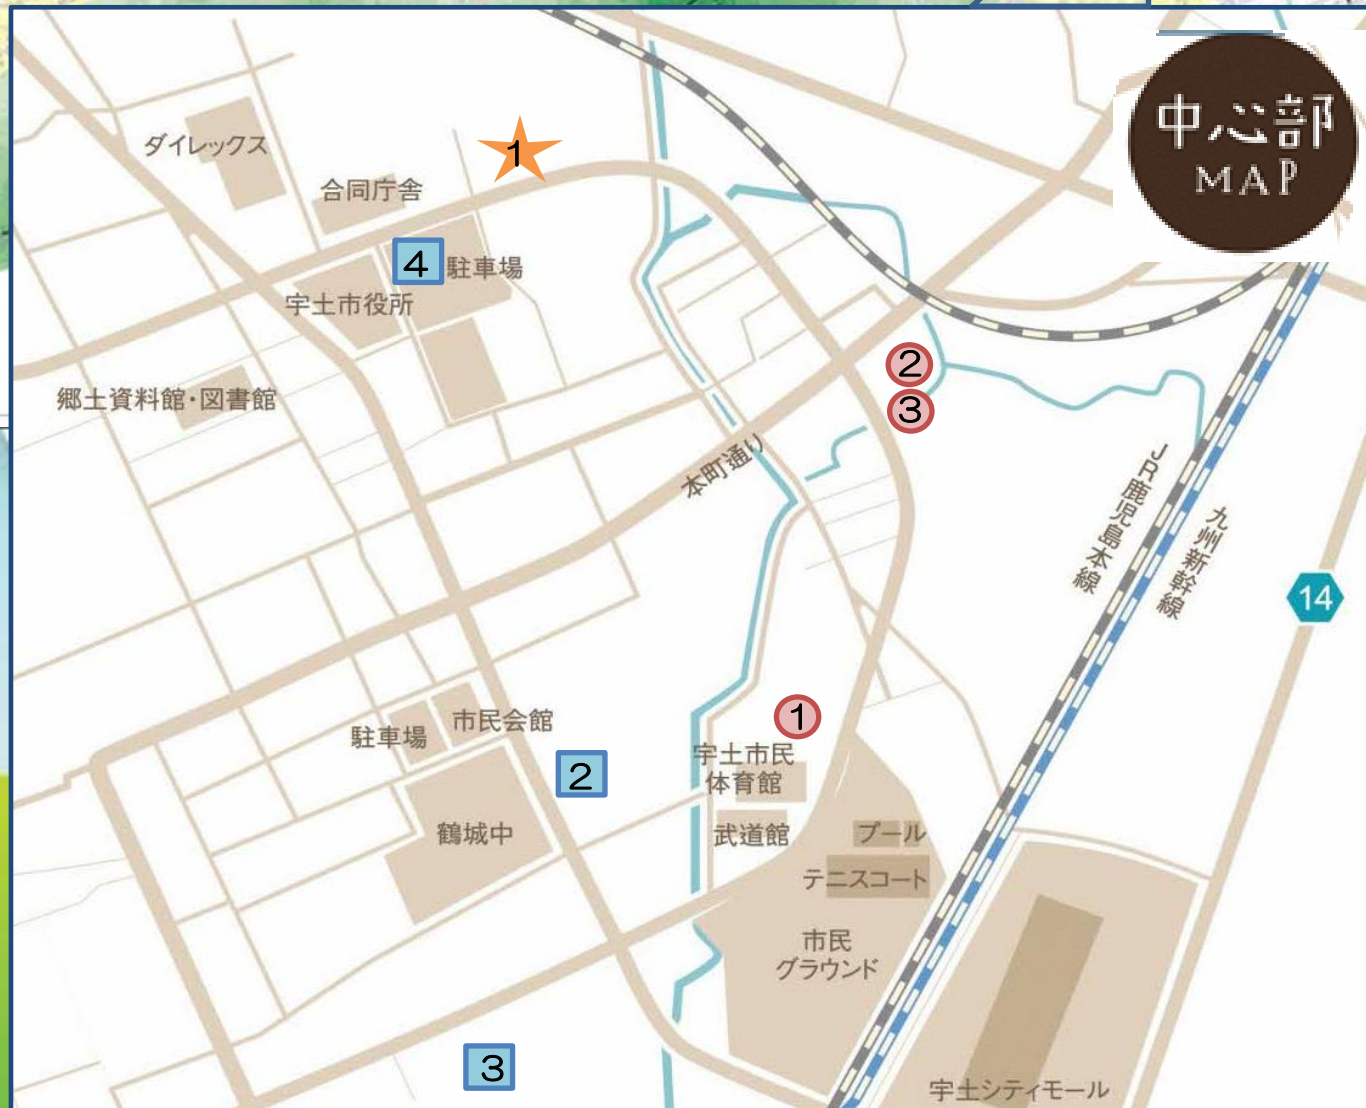 中心部
MAP
ダイレックス
1
合同庁舎
4
駐車場
宇土市役所
郷土資料館・図書館
2
3
本町通り
JR鹿児島本線
九州新幹線
14
1
市民会館
駐車場
宇土市民
体育館
2
鶴城中
武道館
プール
テニスコート
市民
グラウンド
3
宇土シティモール